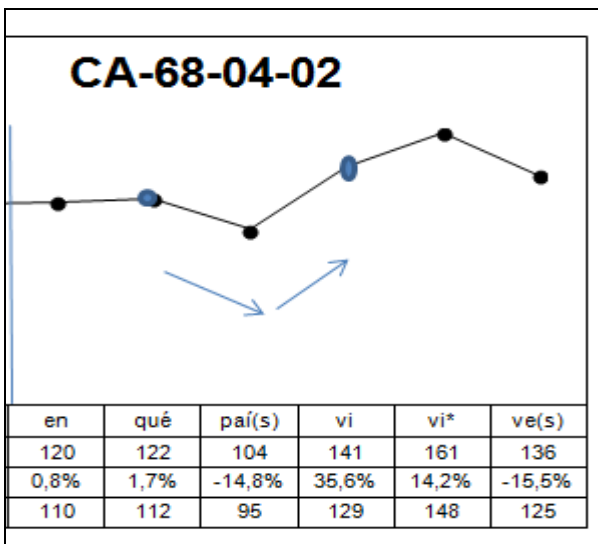 CA-68-04-02
en qué paí(s) vi vi* ve(s)
120 122 104 141 161 136
0,8% 1,7% -14,8% 35,6% 14,2% -15,5%
110 112 95 129 148 125